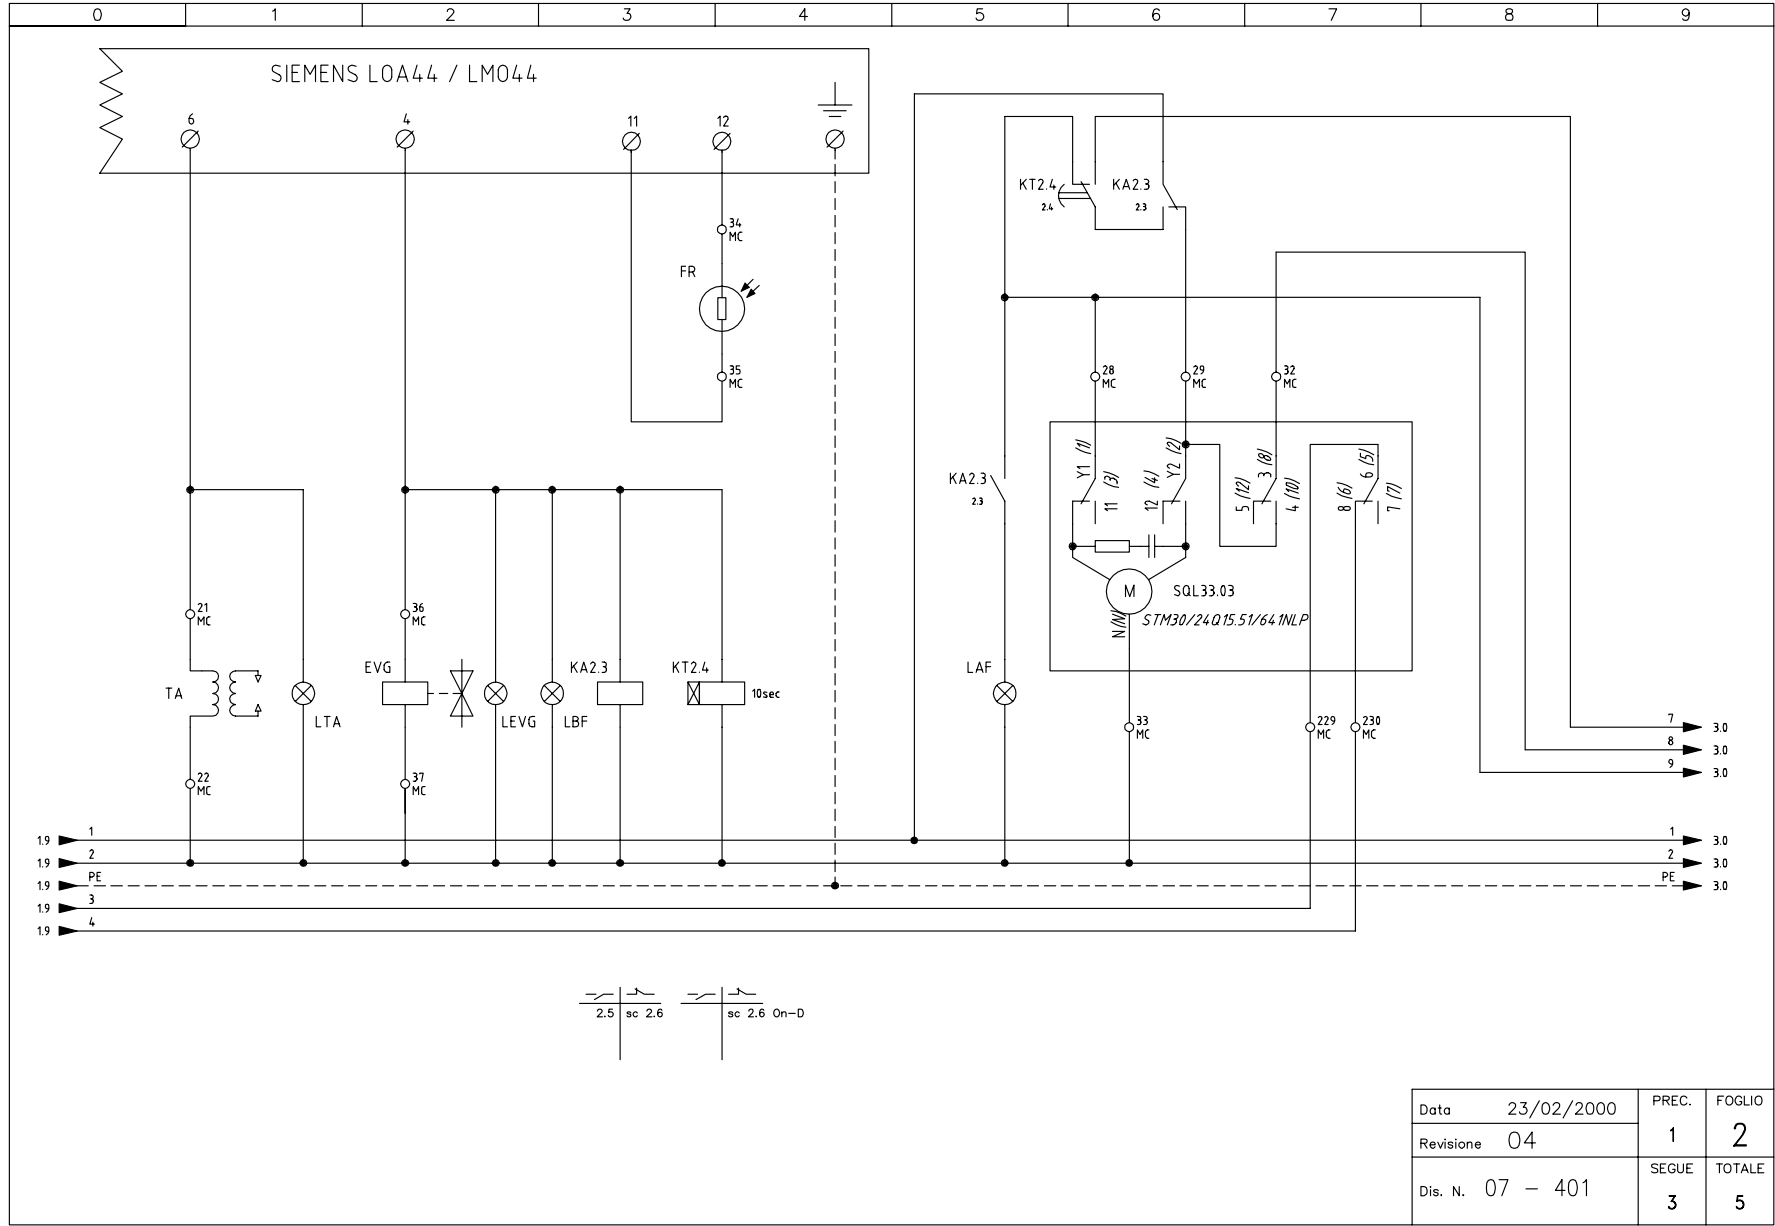 0 1 2 3 4 5 6 7 8 9
SIEMENS LOA44 / LMO44
6 4 11 12
34
MC
FR
35
MC
KT2.4
2.4
KA2.3
2.3
28
MC
29
MC
32
MC
KA2.3
2.3
Y1 (1)
11 (3)
Y2 (2)
12 (4)
3 (8)
5 (12)
4 (10)
6 (5)
8 (6)
7 (7)
M
SQL33.03
STM30/24Q15.51/641NLP
N(N)
21
MC
36
MC
TA
LTA
EVG
LEVG
LBF
KA2.3
KT2.4
10sec
LAF
22
MC
37
MC
33
MC
229
MC
230
MC
7 3.0
8 3.0
9 3.0
1.9 1 1 3.0
1.9 2 2 3.0
1.9 PE PE 3.0
1.9 3
1.9 4
2.5 sc 2.6
sc 2.6 On-D
Data 23/02/2000
Revisione 04
Dis. N. 07 - 401
PREC.
1
FOGLIO
2
SEGUE
3
TOTALE
5